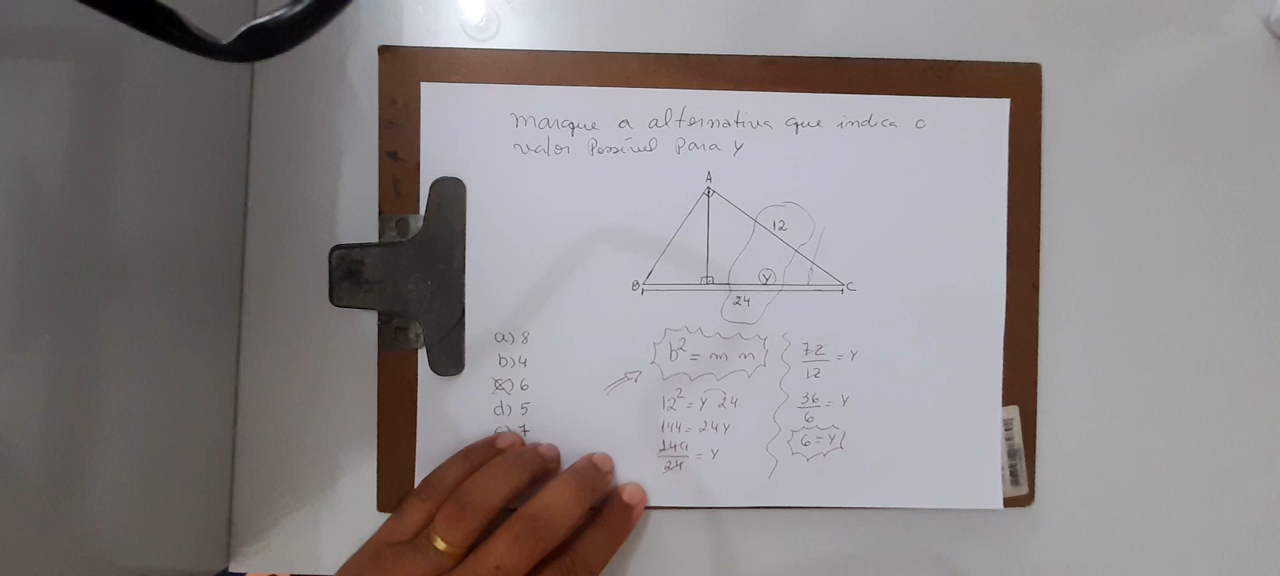 Marque a alternativa que indica o
valor Possível Para y
A
12
B
y
C
24
a) 8
b) 4
c) 6
d) 5
e) 7
b² = m n
12² = y 24
144 = 24y
144/24 = y
72/12 = y
36/6 = y
6 = y